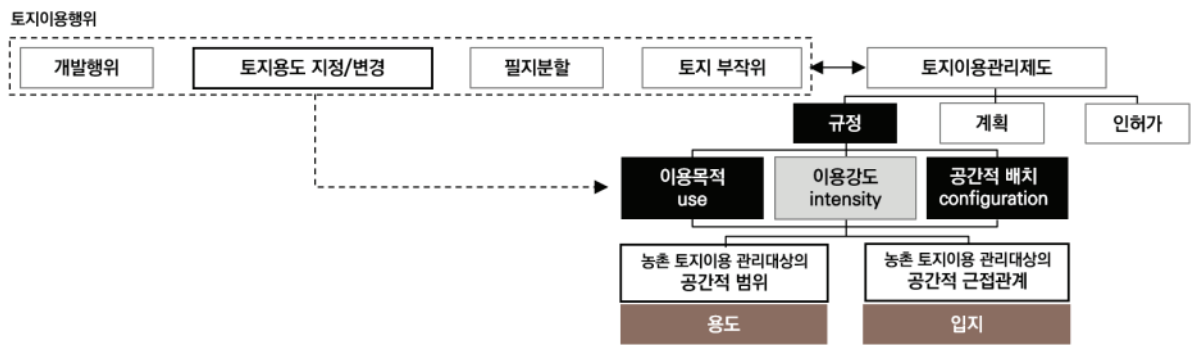 토지이용행위
개발행위
토지용도 지정/변경
필지분할
토지 부작위
토지이용관리제도
규정
계획
인허가
이용목적
use
이용강도
intensity
공간적 배치
configuration
농촌 토지이용 관리대상의
공간적 범위
농촌 토지이용 관리대상의
공간적 근접관계
용도
입지